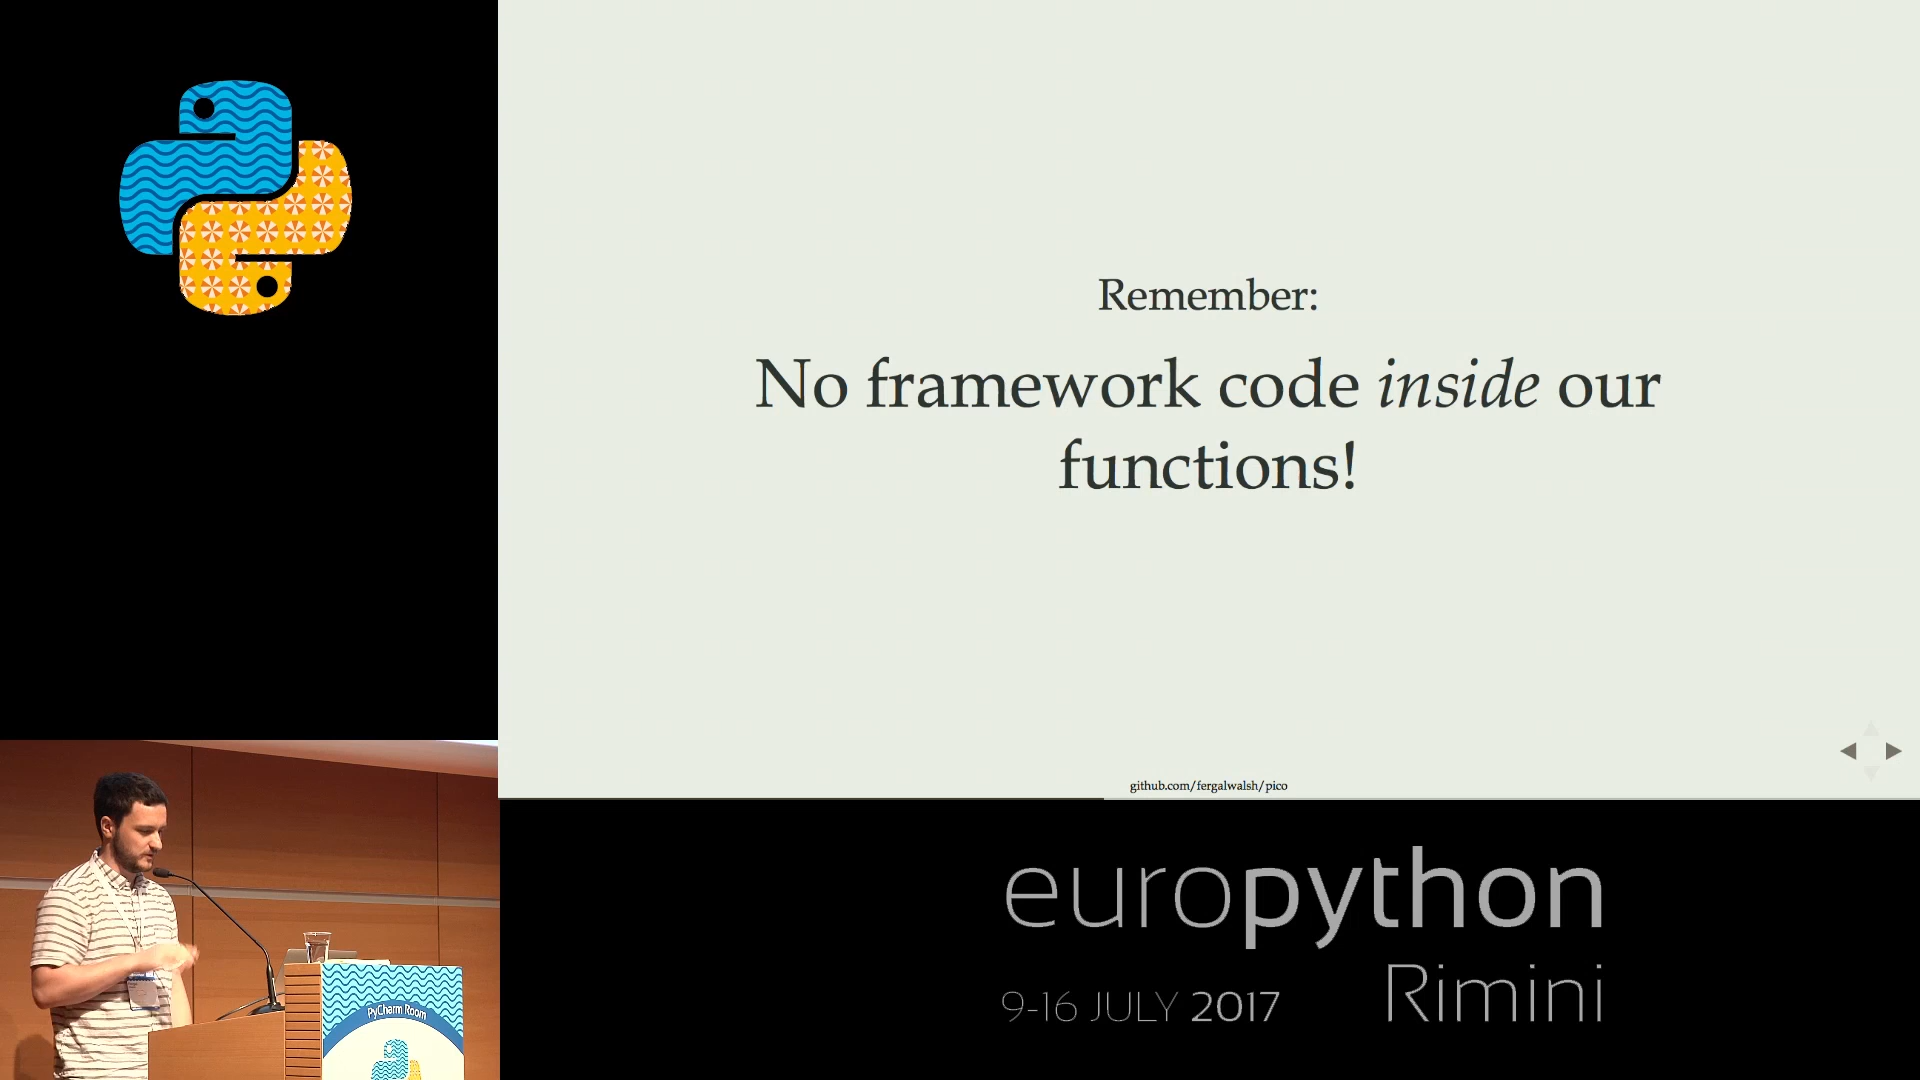 Remember:
No framework code inside our
functions!
github.com/fergalwalsh/pico
PyCharm Room
europython
Rimini
9-16 JULY 2017